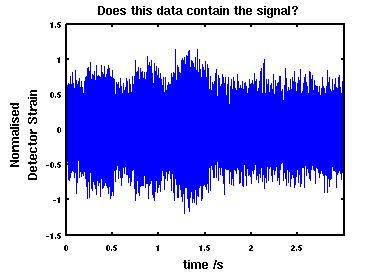 Does this data contain the signal?
1.5
1
0.5
0
-0.5
-1
-1.5
Normalised
Detector Strain
0 0.5 1 1.5 2 2.5
time /s